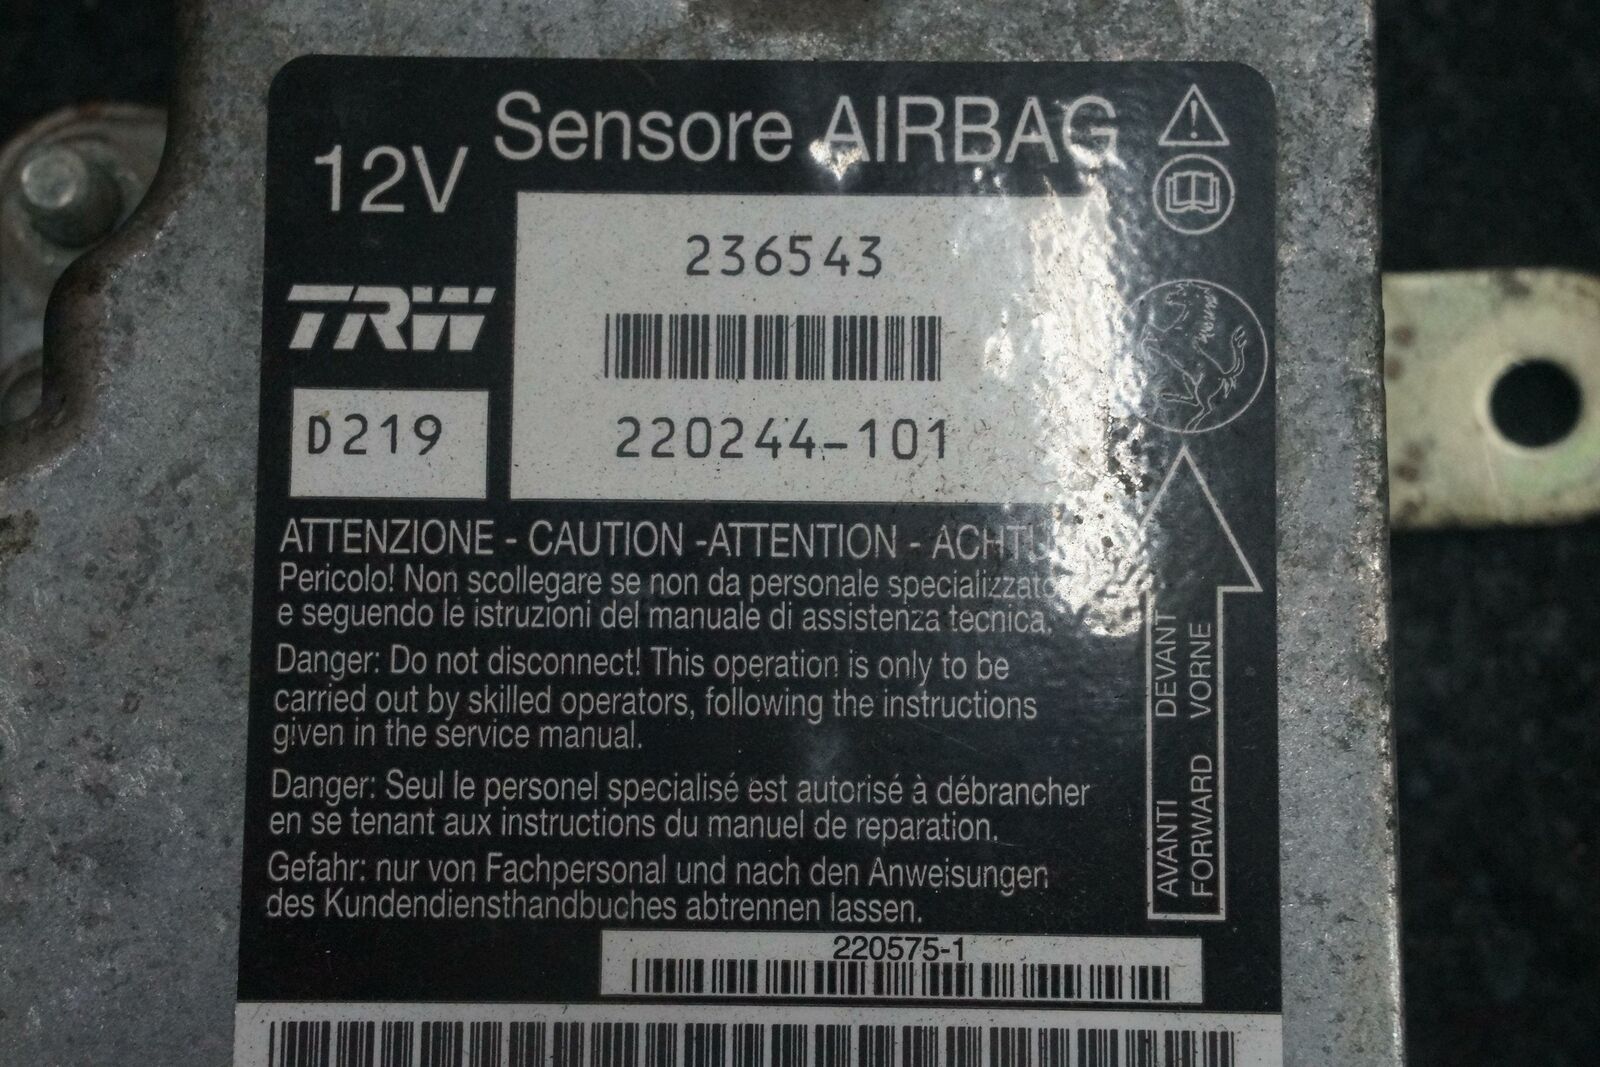 Sensore AIRBAG
12V
236543
TRW
D219
220244-101
ATTENZIONE - CAUTION -ATTENTION -
Pericolo! Non scollegare se non da personale specializzato
e seguendo le istruzioni del manuale di assistenza tecnica.
Danger: Do not disconnect! This operation is only to be
carried out by skilled operators, following the instructions
given in the service manual.
Danger: Seul le personel specialisé est autorisé à débrancher
en se tenant aux instructions du manuel de reparation.
Gefahr: nur von Fachpersonal und nach den Anweisungen
des Kundendiensthandbuches abtrennen lassen.
AVANTI DEVANT
FORWARD VORNE
220575-1